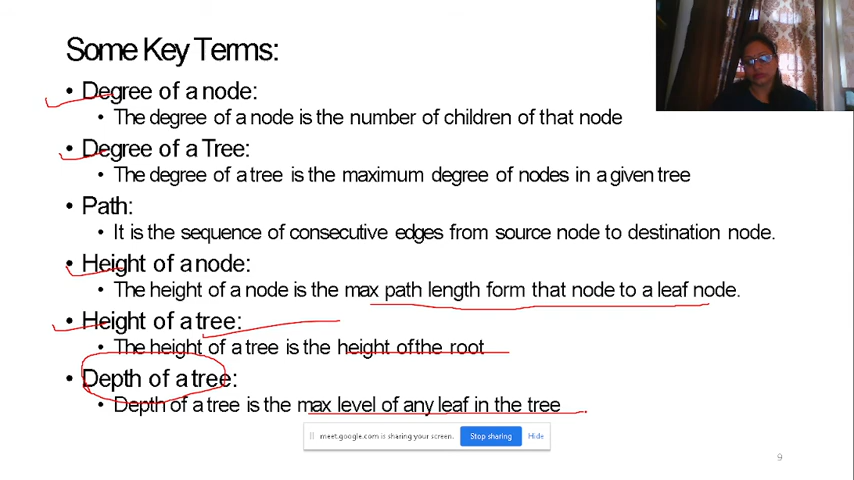 Some Key Terms:
• Degree of a node:
• The degree of a node is the number of children of that node
• Degree of a Tree:
• The degree of a tree is the maximum degree of nodes in a given tree
• Path:
• It is the sequence of consecutive edges from source node to destination node.
• Height of a node:
• The height of a node is the max path length form that node to a leaf node.
• Height of a tree:
• The height of a tree is the height of the root
• Depth of a tree:
• Depth of a tree is the max level of any leaf in the tree
meet.google.com is sharing your screen. Stop sharing Hide
9